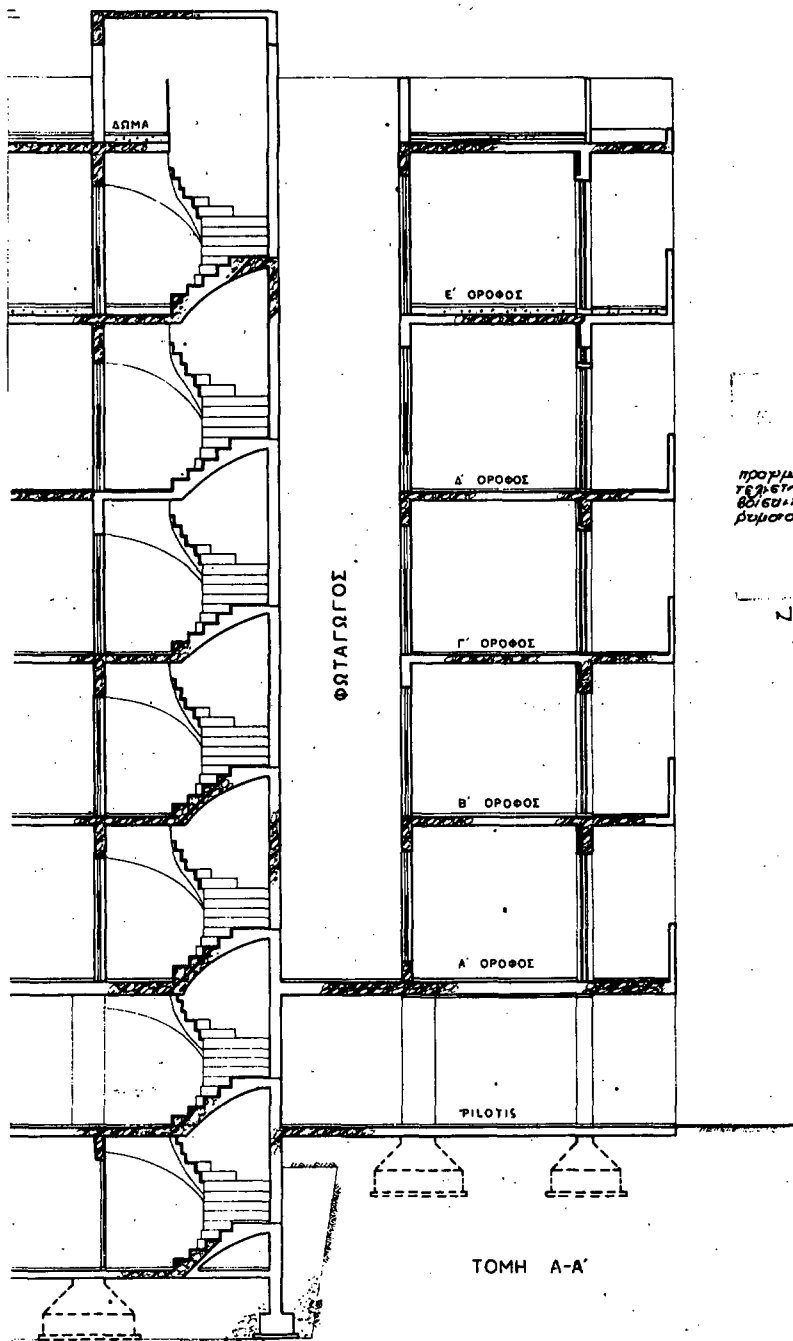 ΔΩΜΑ
Ε' ΟΡΟΦΟΣ
Δ' ΟΡΟΦΟΣ
Γ' ΟΡΟΦΟΣ
ΦΩΤΑΓΩΓΟΣ
Β' ΟΡΟΦΟΣ
Α' ΟΡΟΦΟΣ
PILOTIS
ΤΟΜΗ Α-Α'